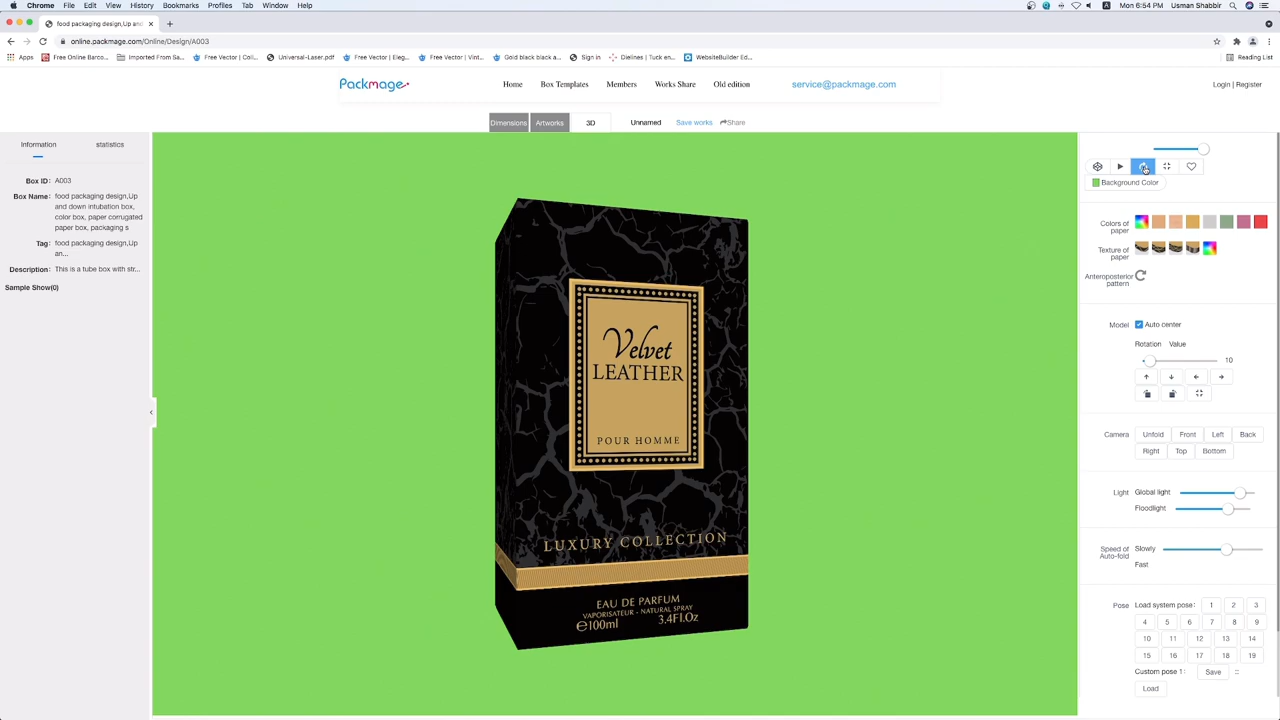 Chrome File Edit View History Bookmarks Profiles Tab Window Help
A Mon 6:54 PM Usman Shabbir
food packaging design,Up and
online.packmage.com/Online/Design/A003
Apps Free Online Barco... Imported From Sa... Free Vector | Coll... Universal-Laser.pdf Free Vector | Eleg... Free Vector | Vint... Gold black black a... Sign in Dielines | Tuck en... WebsiteBuilder Ed... Reading List
Packmage
Home Box Templates Members Works Share Old edition
service@packmage.com
Login | Register
Dimensions Artworks 3D Unnamed Save works Share
Information statistics
Box ID: A003
Box Name: food packaging design,Up
and down intubation box,
color box, paper corrugated
paper box, packaging s
Tag: food packaging design,Up
an...
Description: This is a tube box with str...
Sample Show(0)
Velvet
LEATHER
POUR HOMME
LUXURY COLLECTION
EAU DE PARFUM
VAPORISATEUR - NATURAL SPRAY
℮100ml 3.4Fl.Oz
Background Color
Colors of
paper
Texture of
paper
Anteroposterior
pattern
Model Auto center
Rotation Value
10
Camera Unfold Front Left Back
Right Top Bottom
Light Global light
Floodlight
Speed of
Auto-fold
Slowly
Fast
Pose Load system pose: 1 2 3
4 5 6 7 8 9
10 11 12 13 14
15 16 17 18 19
Custom pose 1: Save
Load